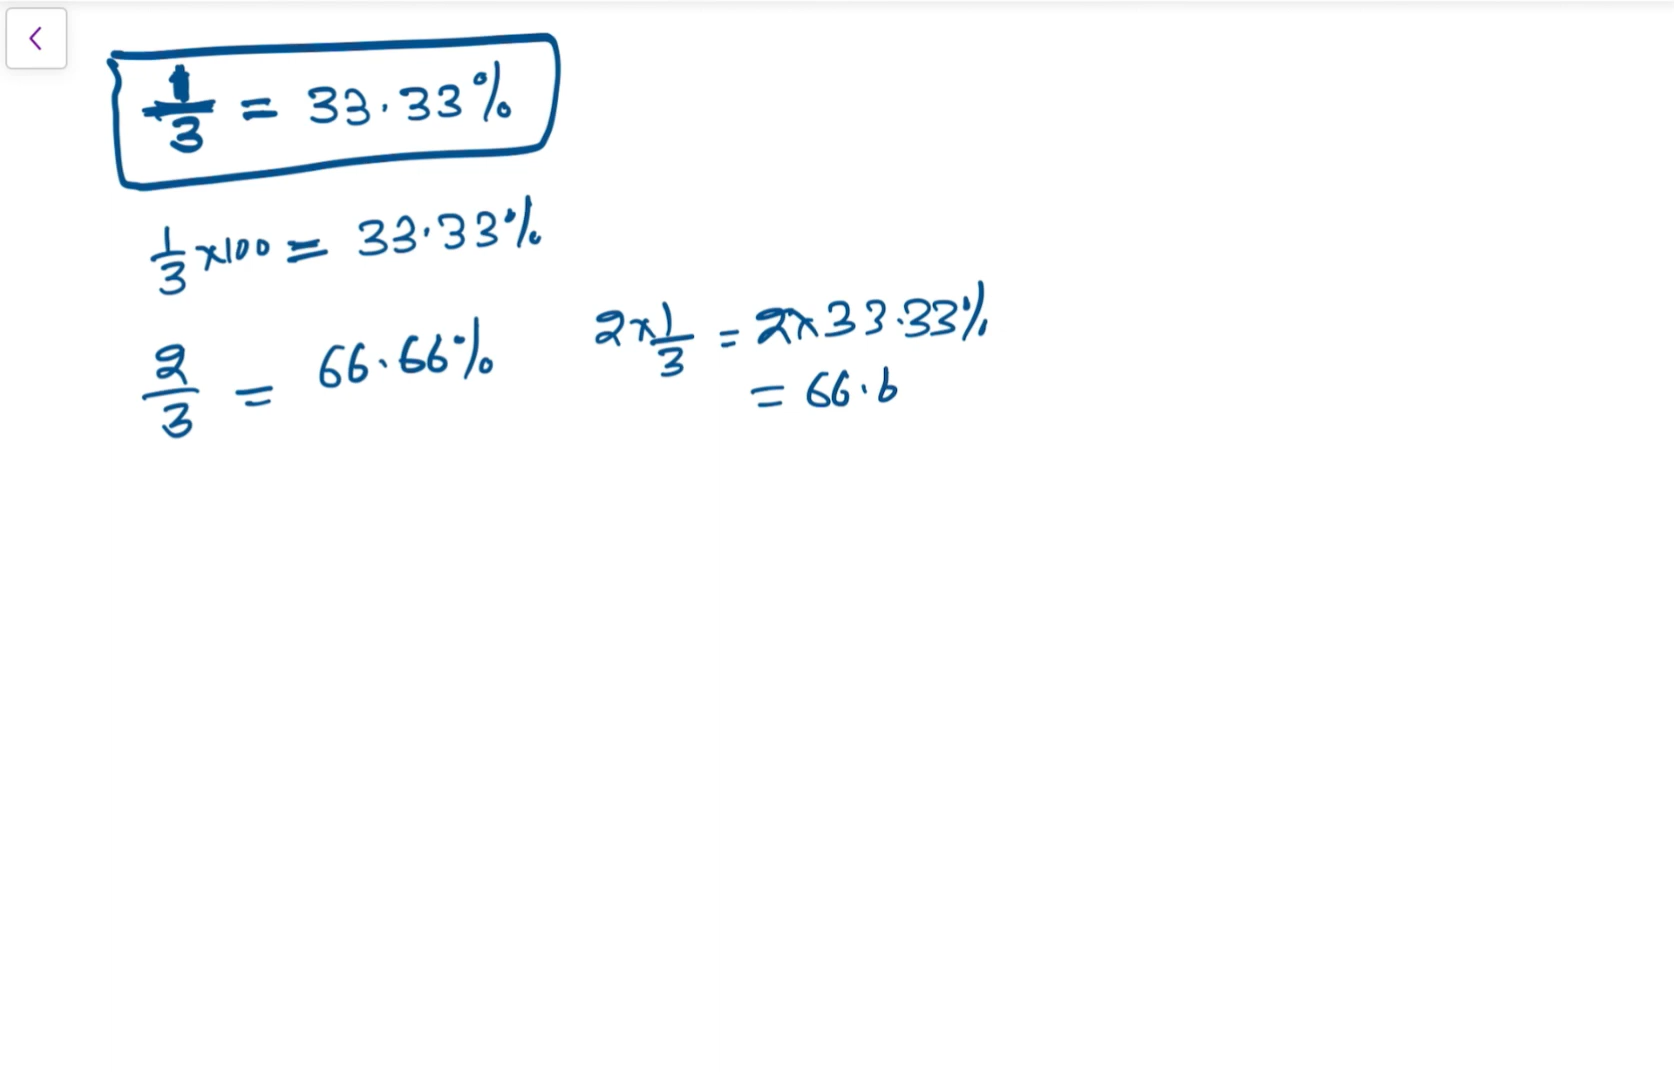 1/3 = 33.33%
1/3 x100 = 33.33%
2/3 = 66.66%
2x1/3 = 2x33.33%
= 66.6